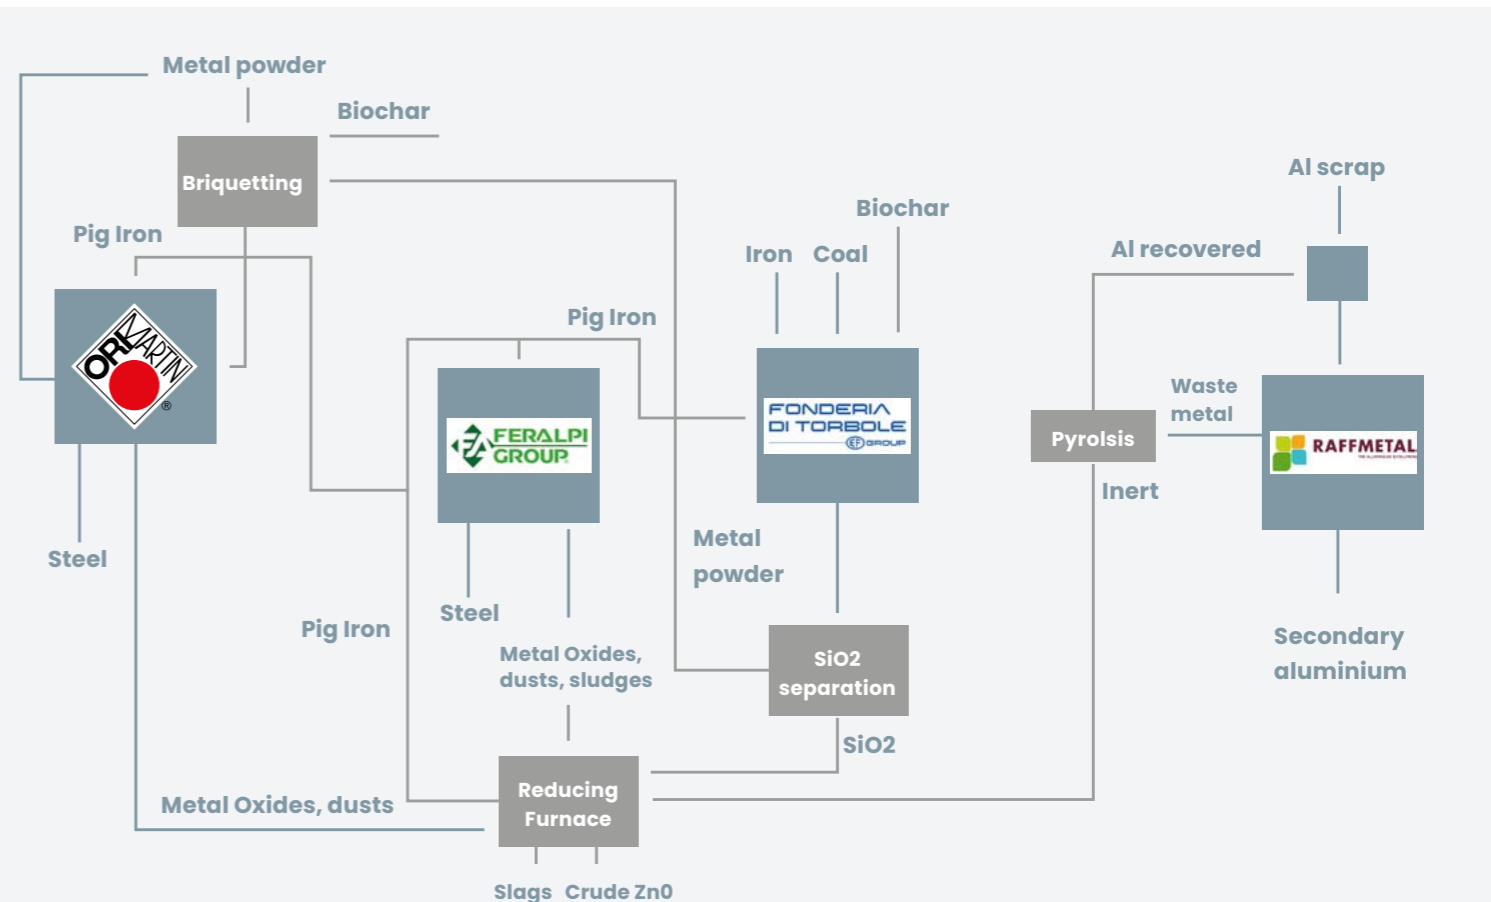 Metal powder
Biochar
Briquetting
Pig Iron
ORI
MARTIN
®
Steel
Metal Oxides, dusts
Pig Iron
Pig Iron
FERALPI
GROUP
Steel
Metal Oxides,
dusts, sludges
Reducing
Furnace
Slags
Crude Zn0
Iron
Coal
Biochar
FONDERIA
DI TORBOLE
EF GROUP
Metal
powder
SiO2
separation
SiO2
Al scrap
Al recovered
Waste
metal
Pyrolsis
Inert
RAFFMETAL
Secondary
aluminium